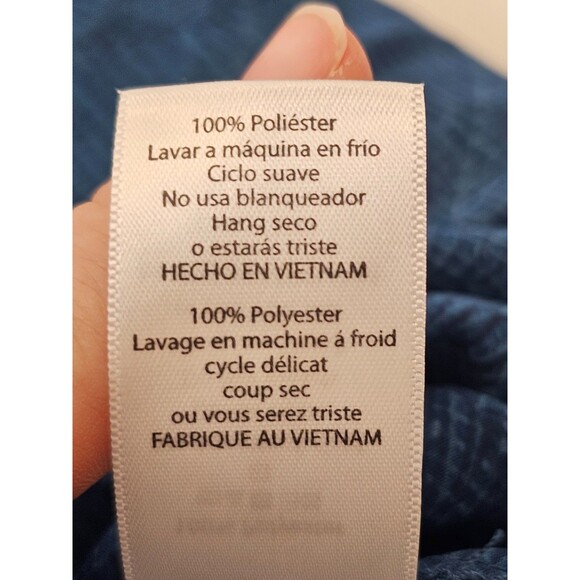 100% Poliéster
Lavar a máquina en frío
Ciclo suave
No usa blanqueador
Hang seco
o estarás triste
HECHO EN VIETNAM
100% Polyester
Lavage en machine á froid
cycle délicat
coup sec
ou vous serez triste
FABRIQUE AU VIETNAM